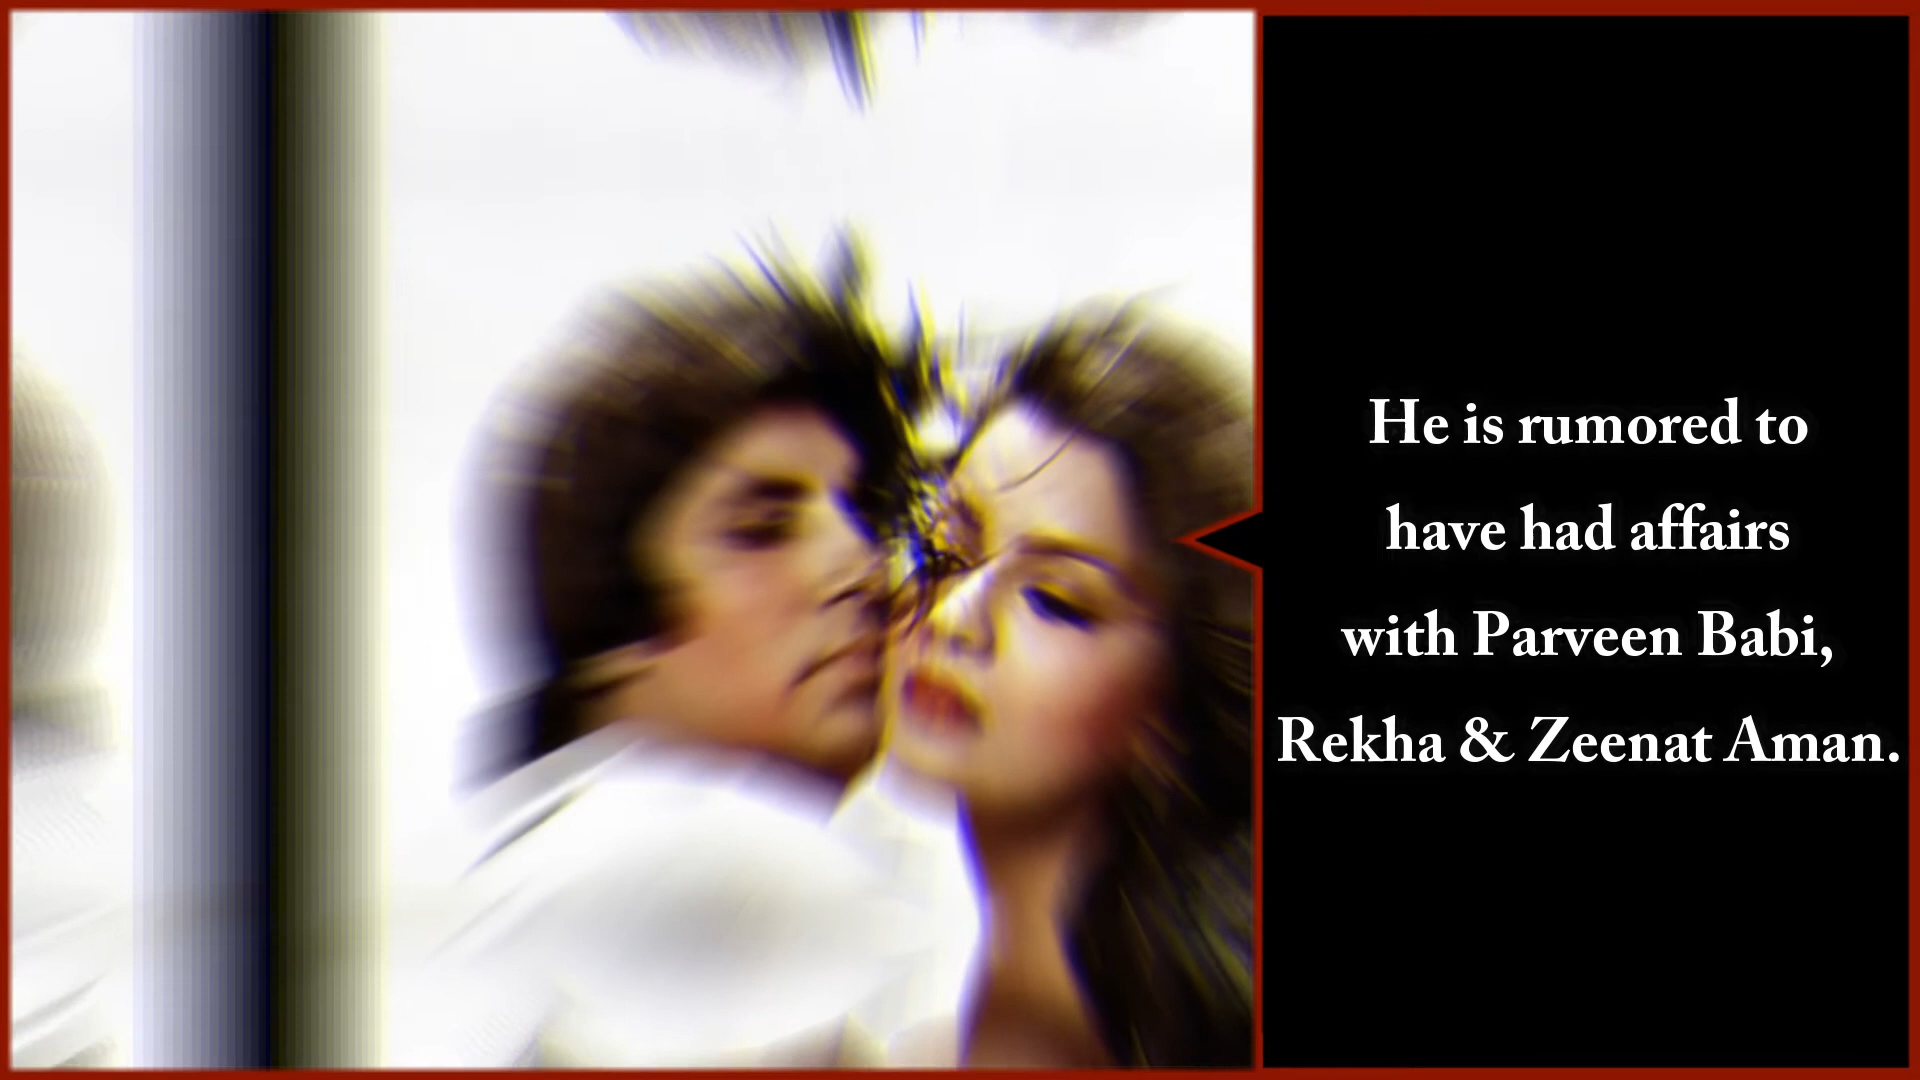 He is rumored to
have had affairs
with Parveen Babi,
Rekha & Zeenat Aman.